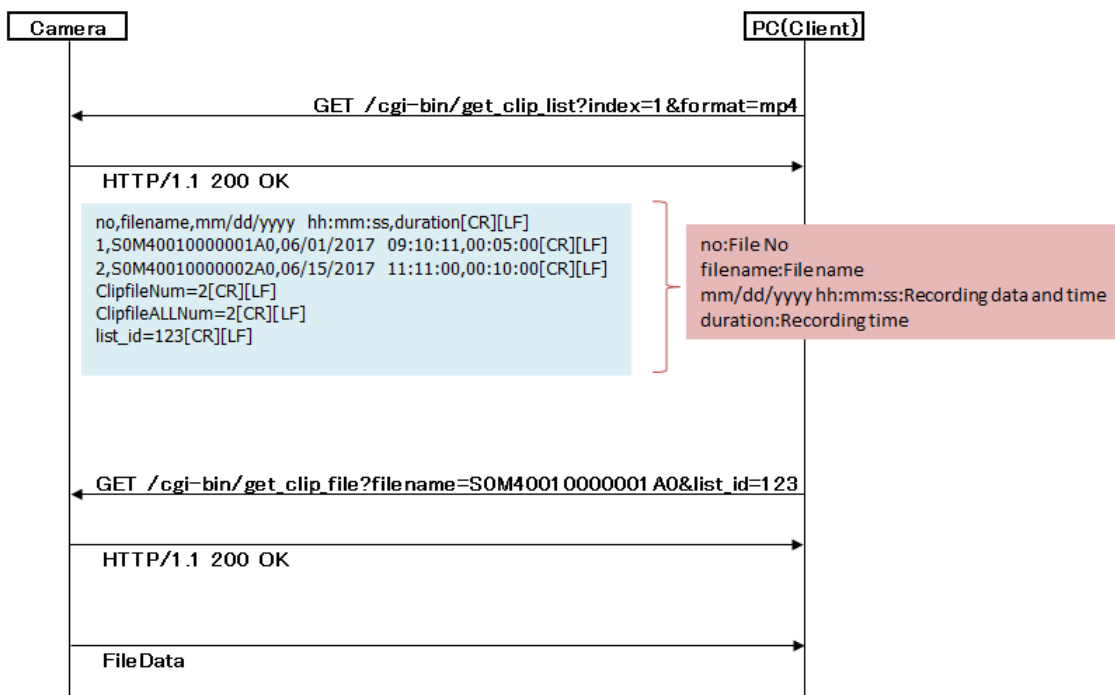 Camera
PC(Client)
GET /cgi-bin/get_clip_list?index=1&format=mp4
HTTP/1.1 200 OK
no,filename,mm/dd/yyyy hh:mm:ss,duration[CR][LF]
1,S0M40010000001A0,06/01/2017 09:10:11,00:05:00[CR][LF]
2,S0M40010000002A0,06/15/2017 11:11:00,00:10:00[CR][LF]
ClipfileNum=2[CR][LF]
ClipfileALLNum=2[CR][LF]
list_id=123[CR][LF]
no:File No
filename:Filename
mm/dd/yyyy hh:mm:ss:Recording data and time
duration:Recording time
GET /cgi-bin/get_clip_file?filename=S0M40010000001A0&list_id=123
HTTP/1.1 200 OK
FileData